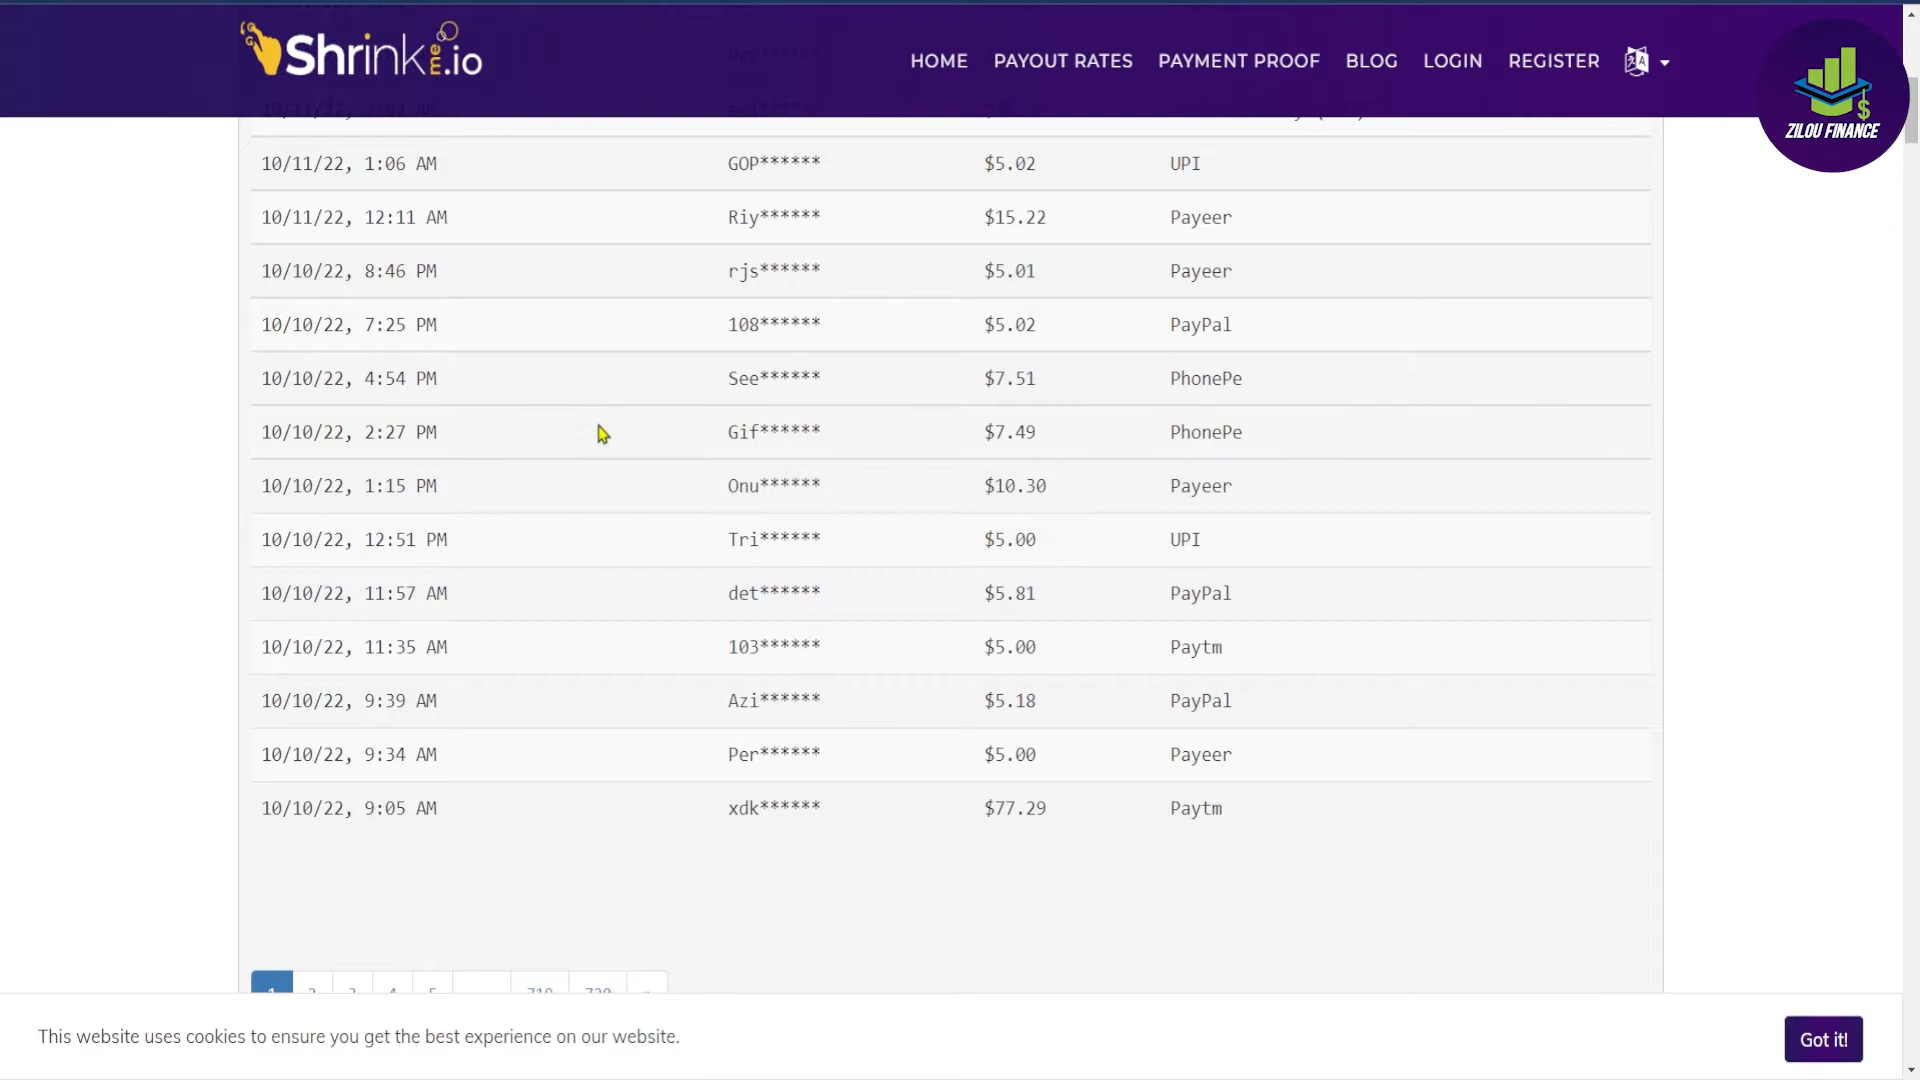 Shrinkme.io
HOME PAYOUT RATES PAYMENT PROOF BLOG LOGIN REGISTER
ZILOU FINANCE
10/11/22, 1:06 AM GOP****** $5.02 UPI
10/11/22, 12:11 AM Riy****** $15.22 Payeer
10/10/22, 8:46 PM rjs****** $5.01 Payeer
10/10/22, 7:25 PM 108****** $5.02 PayPal
10/10/22, 4:54 PM See****** $7.51 PhonePe
10/10/22, 2:27 PM Gif****** $7.49 PhonePe
10/10/22, 1:15 PM Onu****** $10.30 Payeer
10/10/22, 12:51 PM Tri****** $5.00 UPI
10/10/22, 11:57 AM det****** $5.81 PayPal
10/10/22, 11:35 AM 103****** $5.00 Paytm
10/10/22, 9:39 AM Azi****** $5.18 PayPal
10/10/22, 9:34 AM Per****** $5.00 Payeer
10/10/22, 9:05 AM xdk****** $77.29 Paytm
1 2 3 4 5
This website uses cookies to ensure you get the best experience on our website.
Got it!